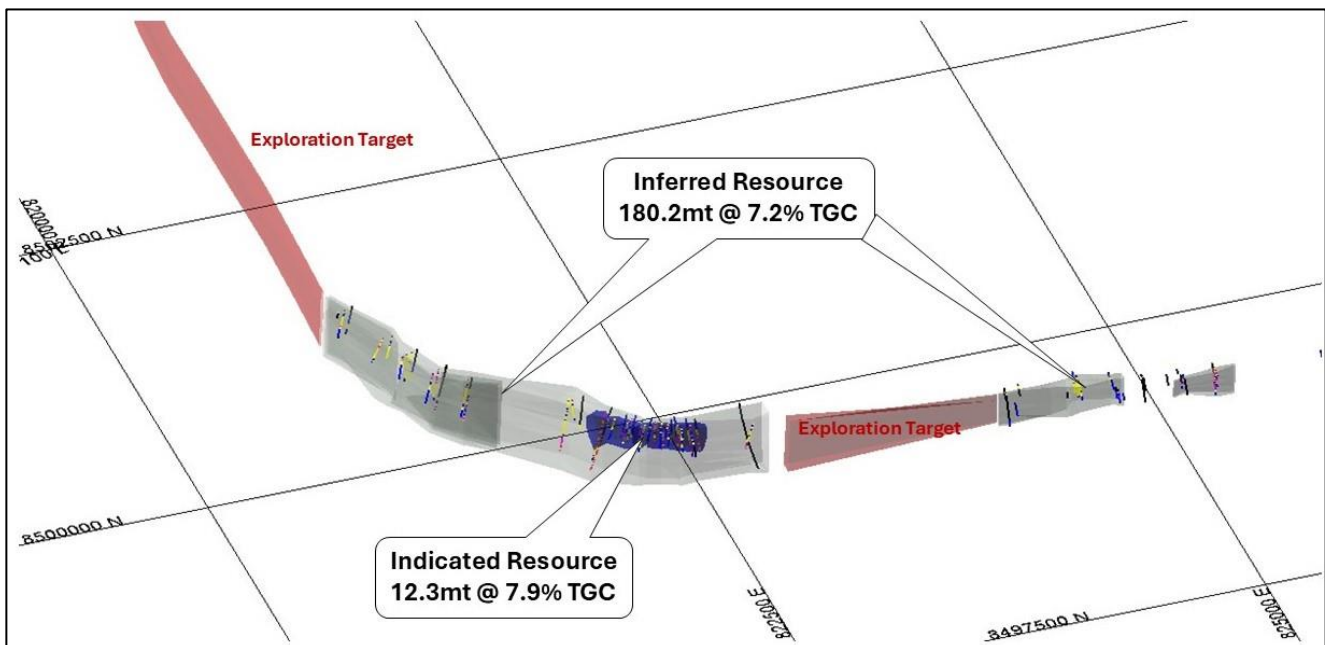 Exploration Target
Inferred Resource
180.2mt @ 7.2% TGC
820000 E
8502500 N
Exploration Target
8500000 N
Indicated Resource
12.3mt @ 7.9% TGC
822500 E
8497500 N
825000 E